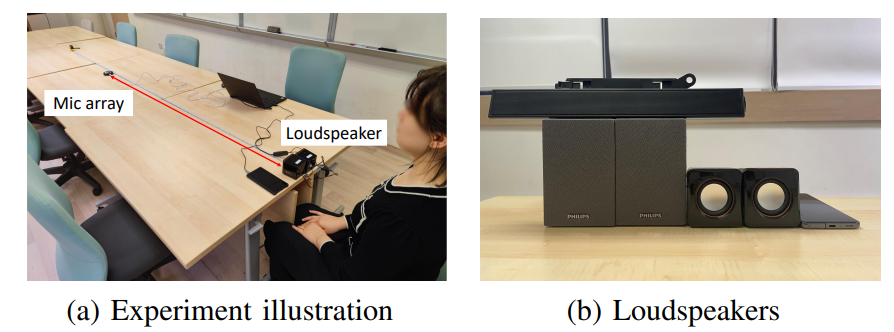 Mic array
Loudspeaker
PHILIPS
PHILIPS
(a) Experiment illustration
(b) Loudspeakers